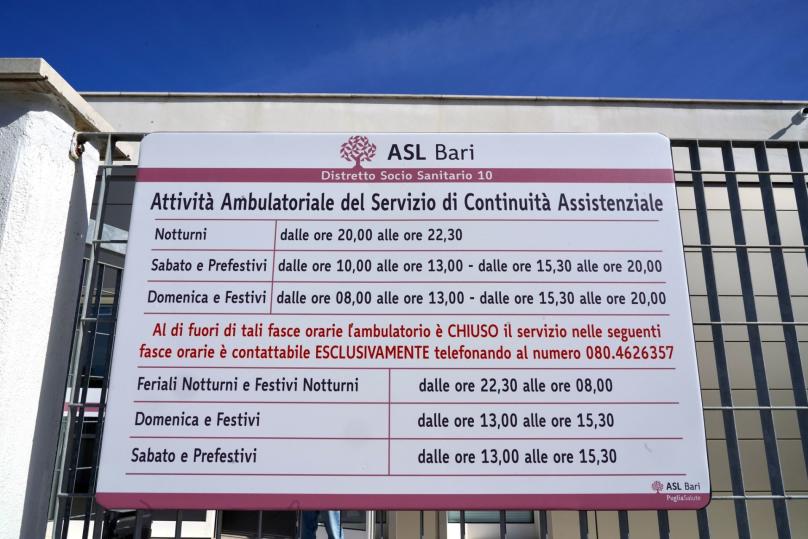 ASL Bari
Distretto Socio Sanitario 10
Attività Ambulatoriale del Servizio di Continuità Assistenziale
Notturni dalle ore 20,00 alle ore 22,30
Sabato e Prefestivi dalle ore 10,00 alle ore 13,00 - dalle ore 15,30 alle ore 20,00
Domenica e Festivi dalle ore 08,00 alle ore 13,00 - dalle ore 15,30 alle ore 20,00
Al di fuori di tali fasce orarie l'ambulatorio è CHIUSO il servizio nelle seguenti
fasce orarie è contattabile ESCLUSIVAMENTE telefonando al numero 080.4626357
Feriali Notturni e Festivi Notturni dalle ore 22,30 alle ore 08,00
Domenica e Festivi dalle ore 13,00 alle ore 15,30
Sabato e Prefestivi dalle ore 13,00 alle ore 15,30
ASL Bari
PugliaSalute